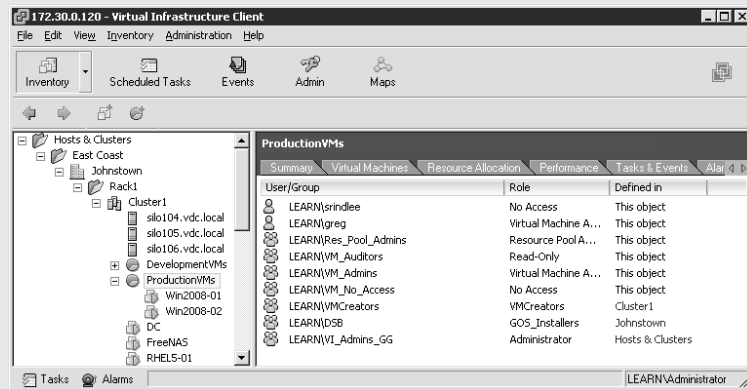 172.30.0.120 - Virtual Infrastructure Client
File Edit View Inventory Administration Help
Inventory Scheduled Tasks Events Admin Maps
Hosts & Clusters
East Coast
Johnstown
Rack1
Cluster1
silo104.vdc.local
silo105.vdc.local
silo106.vdc.local
DevelopmentVMs
ProductionVMs
Win2008-01
Win2008-02
DC
FreeNAS
RHEL5-01
ProductionVMs
Summary Virtual Machines Resource Allocation Performance Tasks & Events Alar
User/Group Role Defined in
LEARN\srindlee No Access This object
LEARN\greg Virtual Machine A... This object
LEARN\Res_Pool_Admins Resource Pool A... This object
LEARN\VM_Auditors Read-Only This object
LEARN\VM_Admins Virtual Machine A... This object
LEARN\VM_No_Access No Access This object
LEARN\VMCreators VMCreators Cluster1
LEARN\DSB GOS_Installers Johnstown
LEARN\VI_Admins_GG Administrator Hosts & Clusters
Tasks Alarms LEARN\Administrator